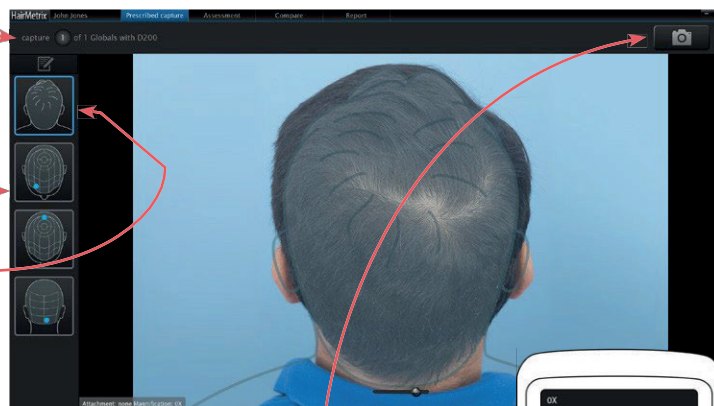 HairMetrix John Jones Prescribed capture Assessment Compare Report
capture 1 of 1 Globals with D200
Attachment: none Magnification: 0X
0X